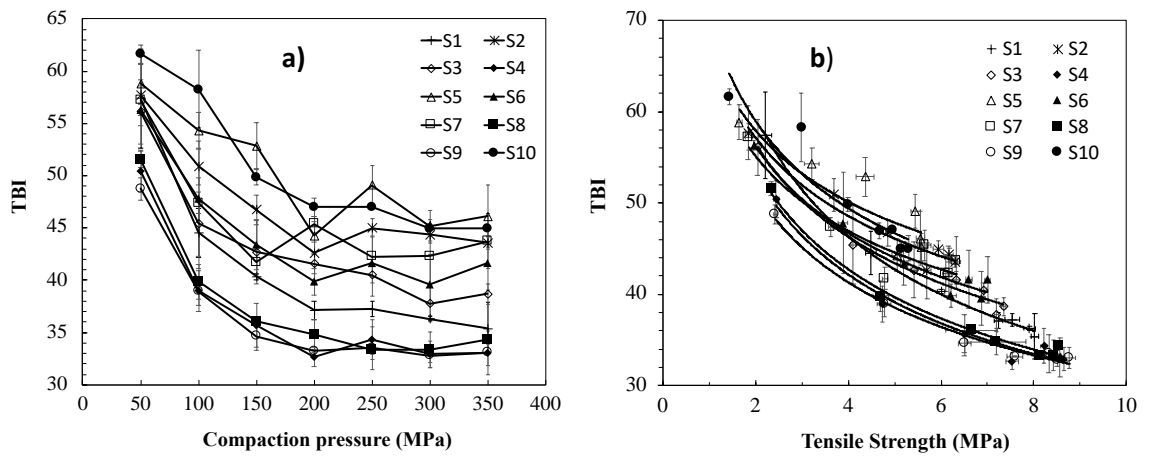 a)
TBI
65
60
55
50
45
40
35
30
0 50 100 150 200 250 300 350 400
Compaction pressure (MPa)
S1 S2
S3 S4
S5 S6
S7 S8
S9 S10
b)
TBI
70
60
50
40
30
0 2 4 6 8 10
Tensile Strength (MPa)
S1 S2
S3 S4
S5 S6
S7 S8
S9 S10